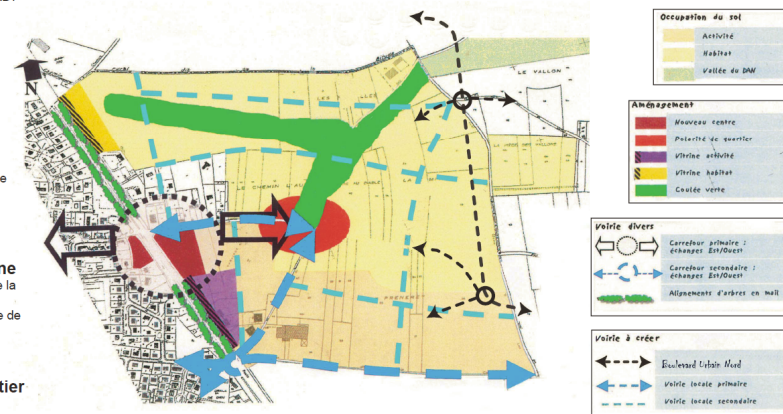 e
ne
e la
e de
tier
N
LE VALLON
LE CHEMIN
Occupation du sol
Activité
Habitat
Vallée du DAN
Aménagement
Nouveau centre
Polarité de quartier
Vitrine activité
Vitrine habitat
Coulée verte
Voirie divers
Carrefour primaire :
échanges Est/Ouest
Carrefour secondaire :
échanges Est/Ouest
Alignements d'arbres en mail
Voirie à créer
Boulevard Urbain Nord
Voirie locale primaire
Voirie locale secondaire